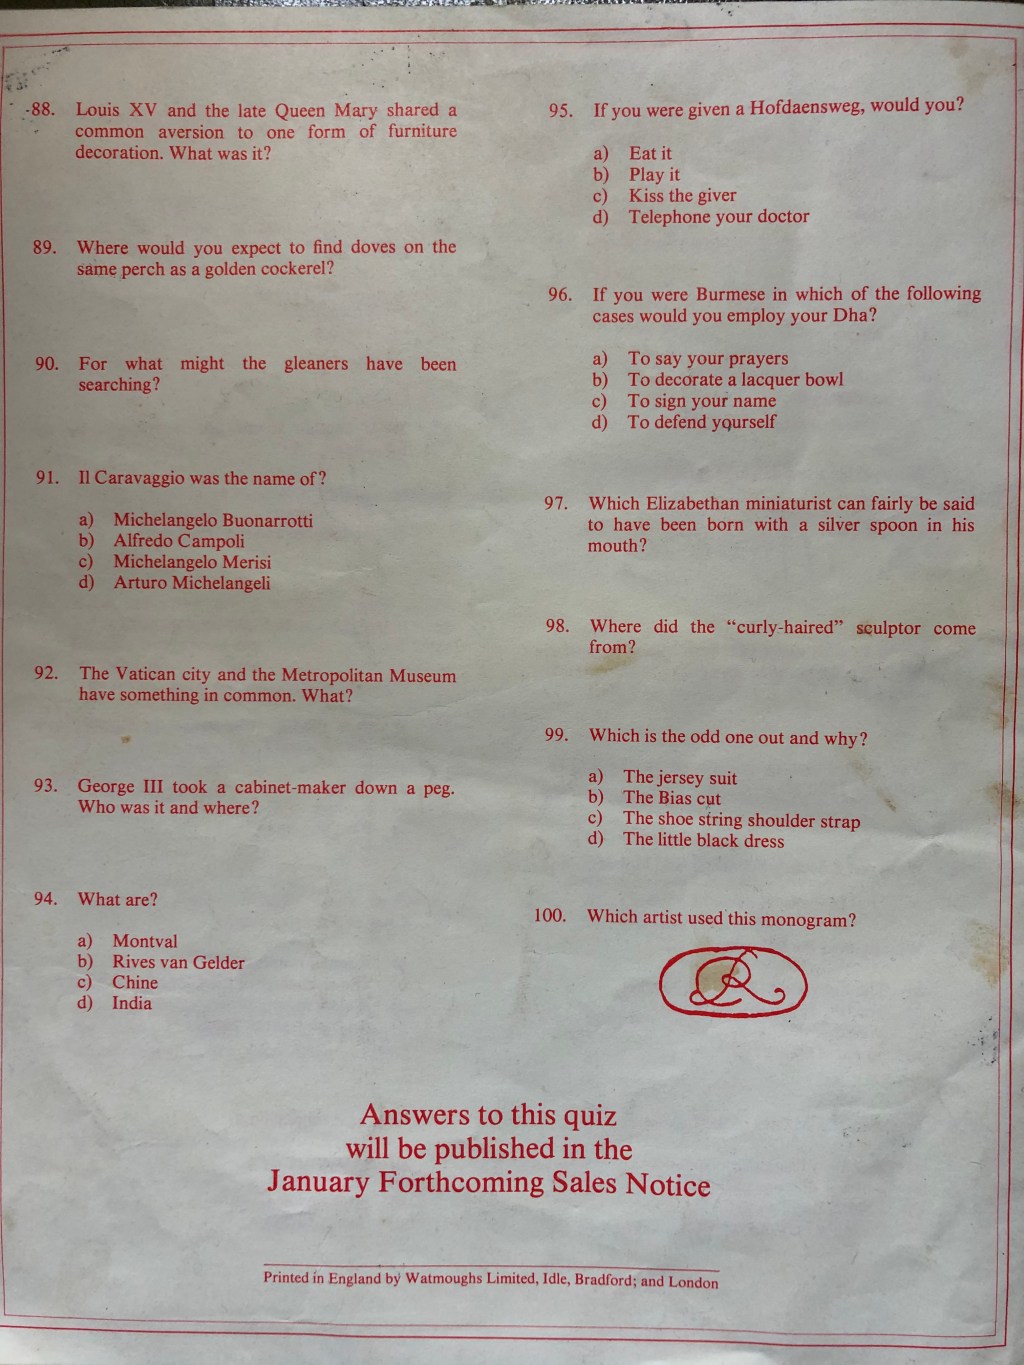 88. Louis XV and the late Queen Mary shared a
common aversion to one form of furniture
decoration. What was it?
89. Where would you expect to find doves on the
same perch as a golden cockerel?
90. For what might the gleaners have been
searching?
91. Il Caravaggio was the name of?
a) Michelangelo Buonarrotti
b) Alfredo Campoli
c) Michelangelo Merisi
d) Arturo Michelangeli
92. The Vatican city and the Metropolitan Museum
have something in common. What?
93. George III took a cabinet-maker down a peg.
Who was it and where?
94. What are?
a) Montval
b) Rives van Gelder
c) Chine
d) India
95. If you were given a Hofdaensweg, would you?
a) Eat it
b) Play it
c) Kiss the giver
d) Telephone your doctor
96. If you were Burmese in which of the following
cases would you employ your Dha?
a) To say your prayers
b) To decorate a lacquer bowl
c) To sign your name
d) To defend yourself
97. Which Elizabethan miniaturist can fairly be said
to have been born with a silver spoon in his
mouth?
98. Where did the “curly-haired” sculptor come
from?
99. Which is the odd one out and why?
a) The jersey suit
b) The Bias cut
c) The shoe string shoulder strap
d) The little black dress
100. Which artist used this monogram?
Answers to this quiz
will be published in the
January Forthcoming Sales Notice
Printed in England by Watmoughs Limited, Idle, Bradford; and London